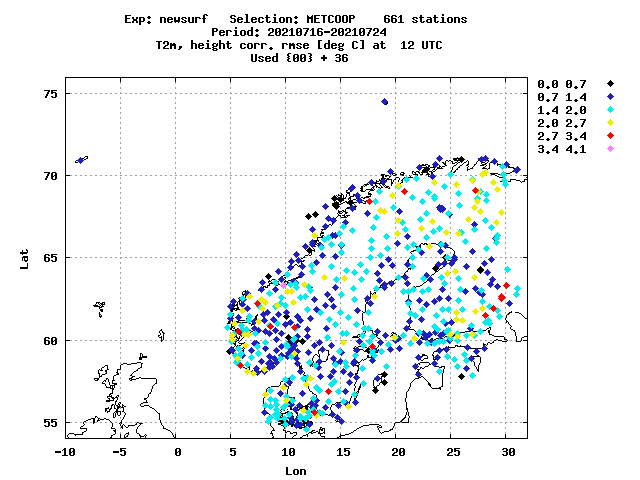 Exp: newsurf   Selection: METCOOP    661 stations
Period: 20210716-20210724
T2m, height corr. rmse [deg C] at  12 UTC
Used {00} + 36
0.0 0.7
0.7 1.4
1.4 2.0
2.0 2.7
2.7 3.4
3.4 4.1
75
70
65
60
55
Lat
-10 -5 0 5 10 15 20 25 30
Lon